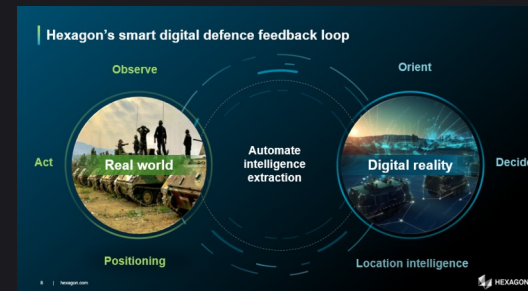 Hexagon's smart digital defence feedback loop
Observe
Orient
Act
Real world
Automate
intelligence
extraction
Digital reality
Decide
Positioning
Location intelligence
8 | hexagon.com
HEXAGON